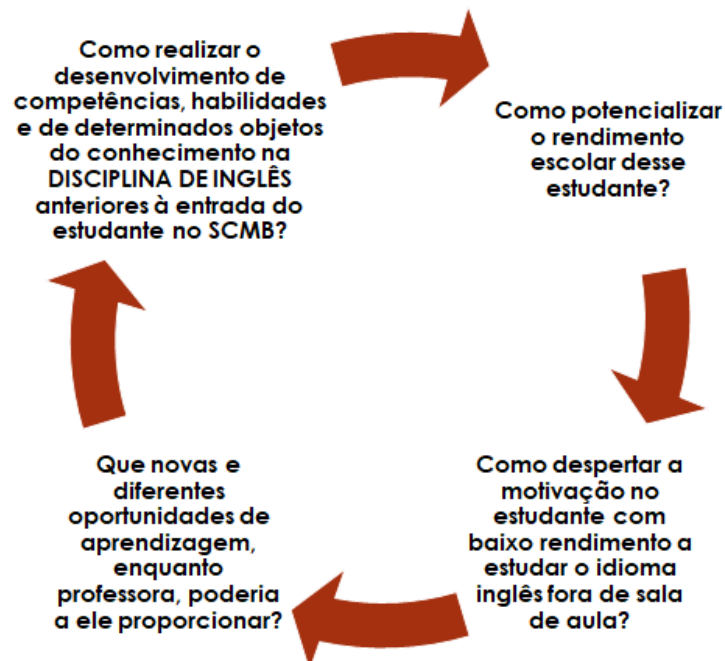 Como realizar o
desenvolvimento de
competências, habilidades
e de determinados objetos
do conhecimento na
DISCIPLINA DE INGLÊS
anteriores à entrada do
estudante no SCMB?
Como potencializar
o rendimento
escolar desse
estudante?
Como despertar a
motivação no
estudante com
baixo rendimento a
estudar o idioma
inglês fora de sala
de aula?
Que novas e
diferentes
oportunidades de
aprendizagem,
enquanto
professora, poderia
a ele proporcionar?